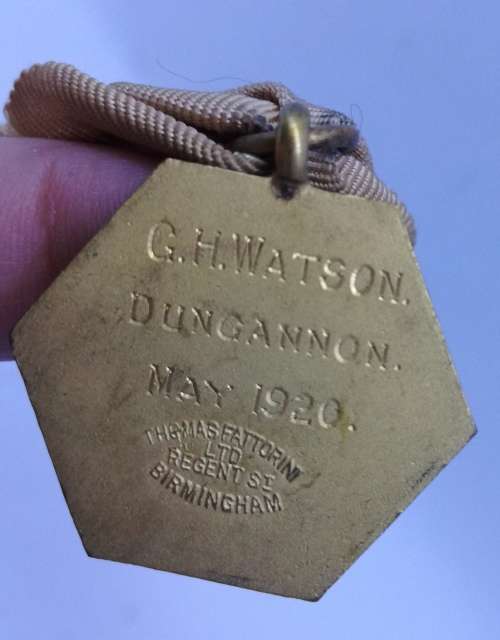 G.H.WATSON.
DUNGANNON.
MAY 1920.
THOMAS FATTORINI
LTD
REGENT ST
BIRMINGHAM